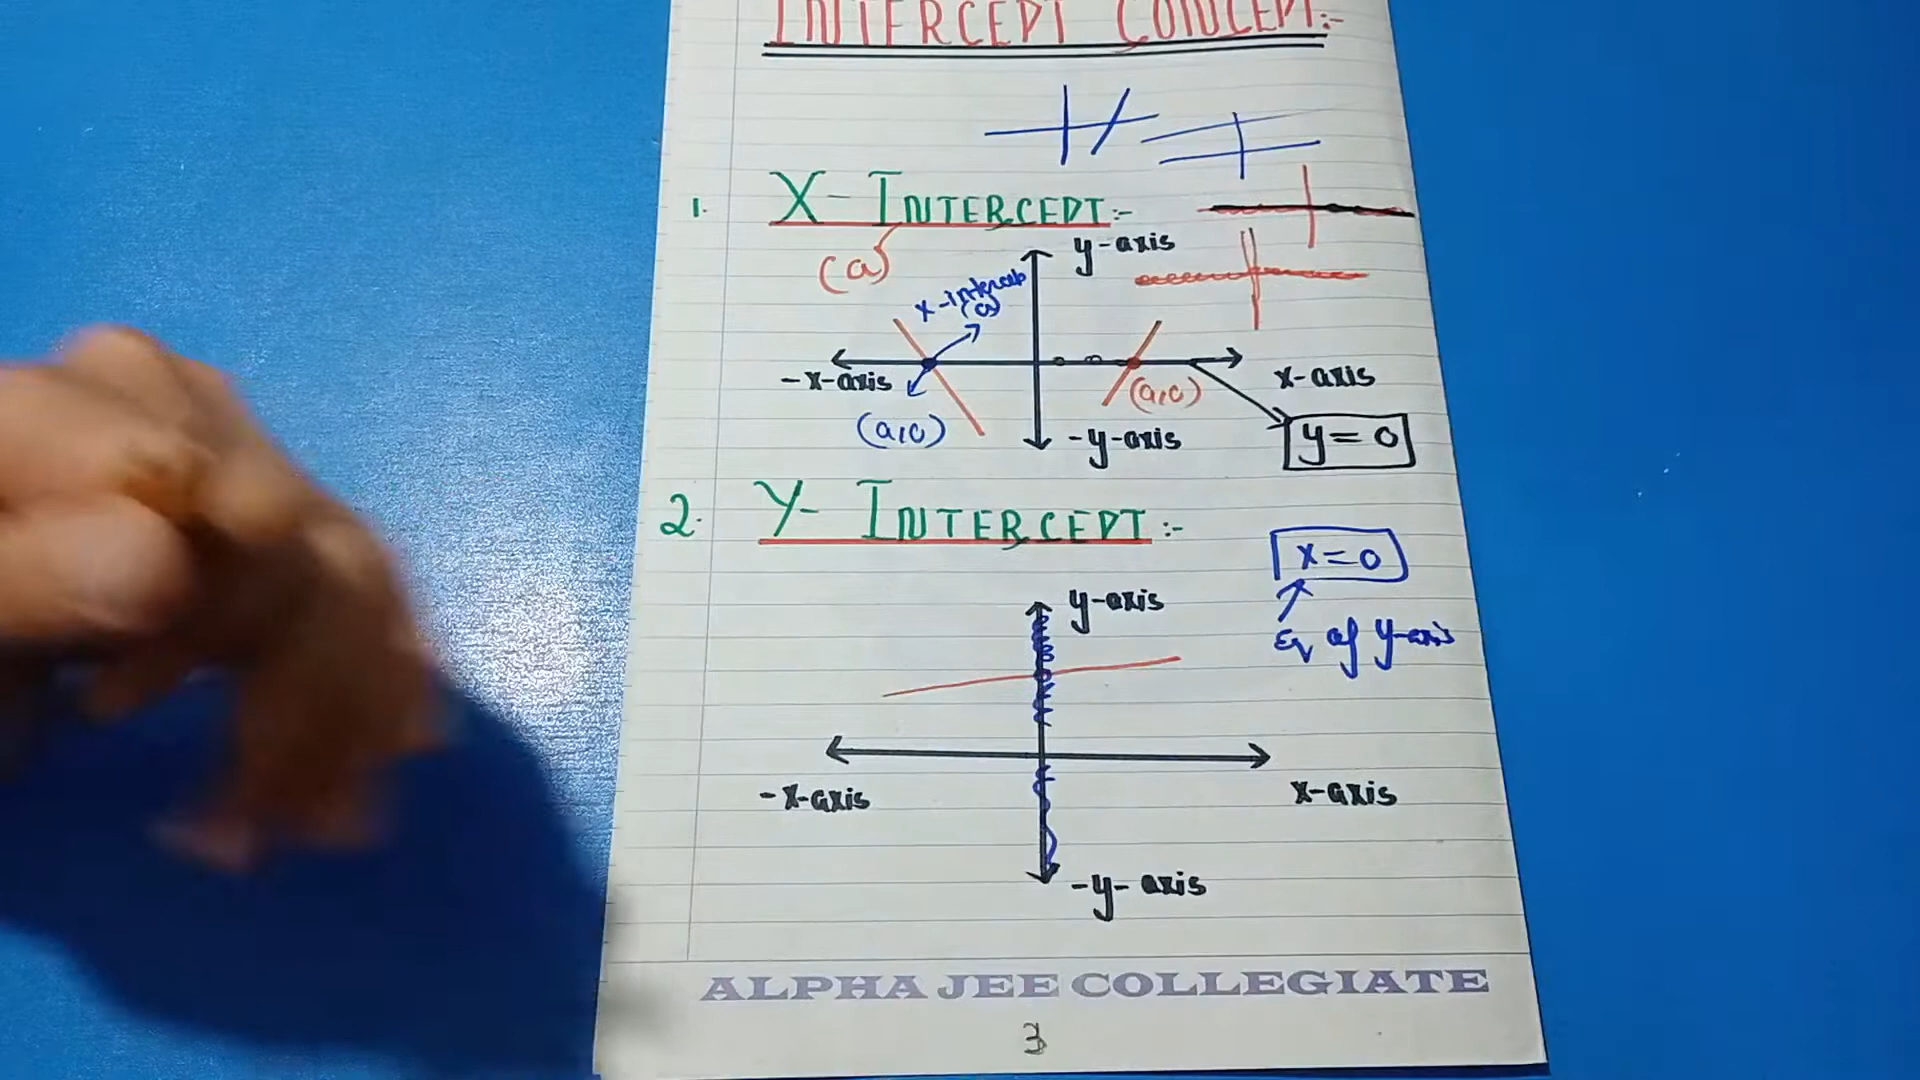 INTERCEPT CONCEPT:-
1. X-INTERCEPT:-
(a)
y-axis
x-intercept
(a)
-x-axis
x-axis
(a,0)
(a,0)
-y-axis
y=0
2. Y-INTERCEPT:-
x=0
y-axis
Eq of y-axis
-x-axis
x-axis
-y-axis
ALPHA JEE COLLEGIATE
3